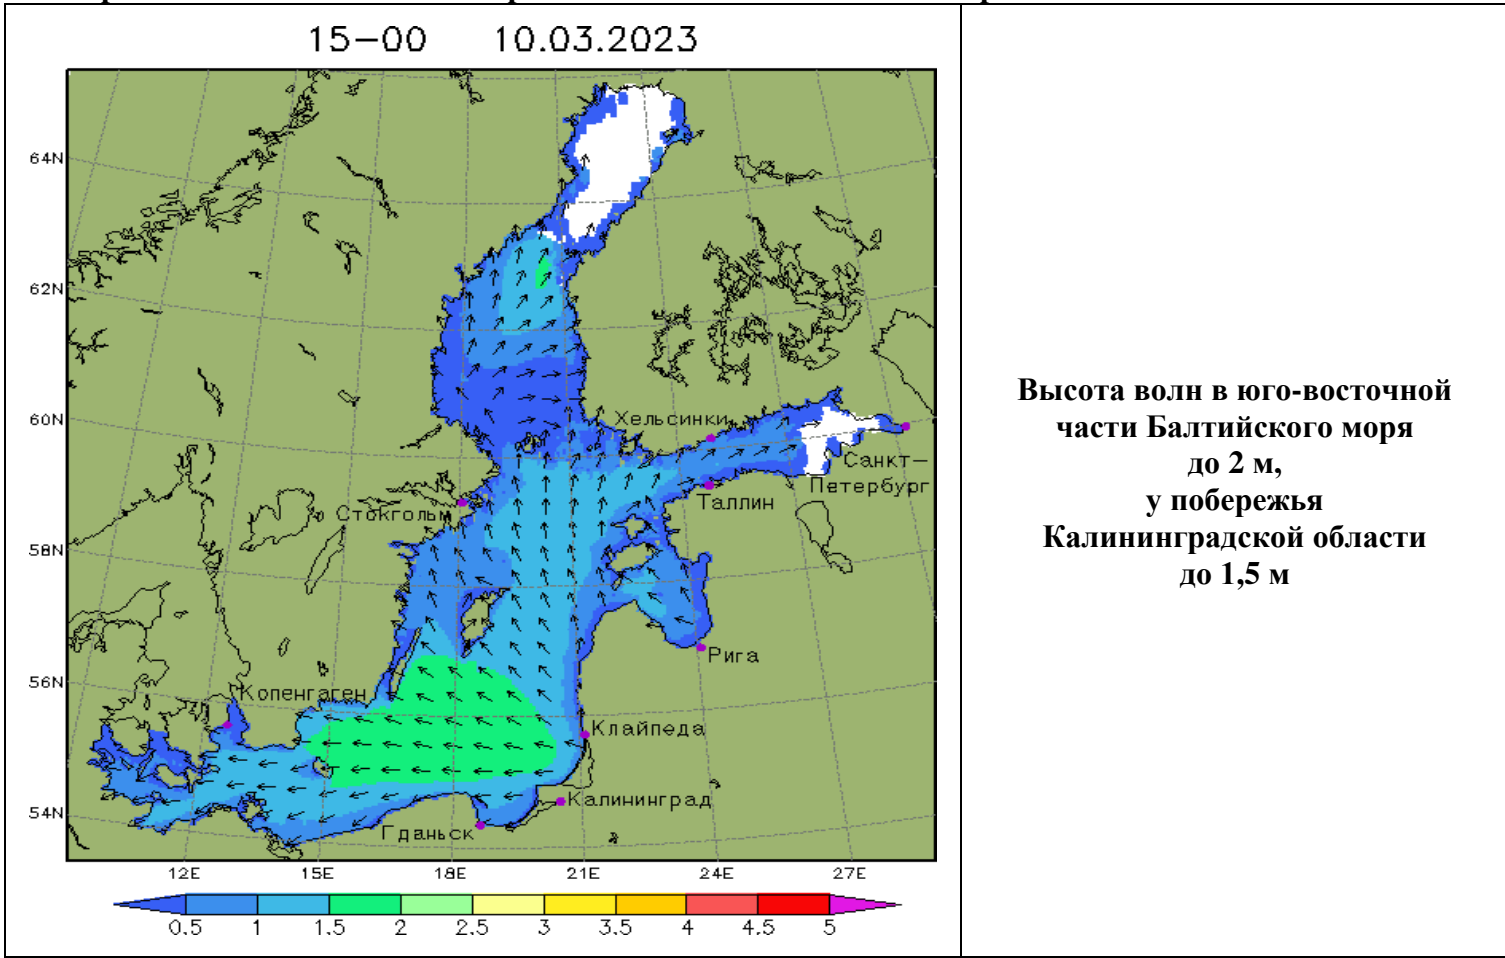 15-00 10.03.2023
64N
62N
60N
58N
56N
54N
Хельсинки
Санкт-
Петербург
Таллин
Стокгольм
Рига
Копенгаген
Клайпеда
Калининград
Гданьск
12E 15E 18E 21E 24E 27E
0.5 1 1.5 2 2.5 3 3.5 4 4.5 5
Высота волн в юго-восточной
части Балтийского моря
до 2 м,
у побережья
Калининградской области
до 1,5 м